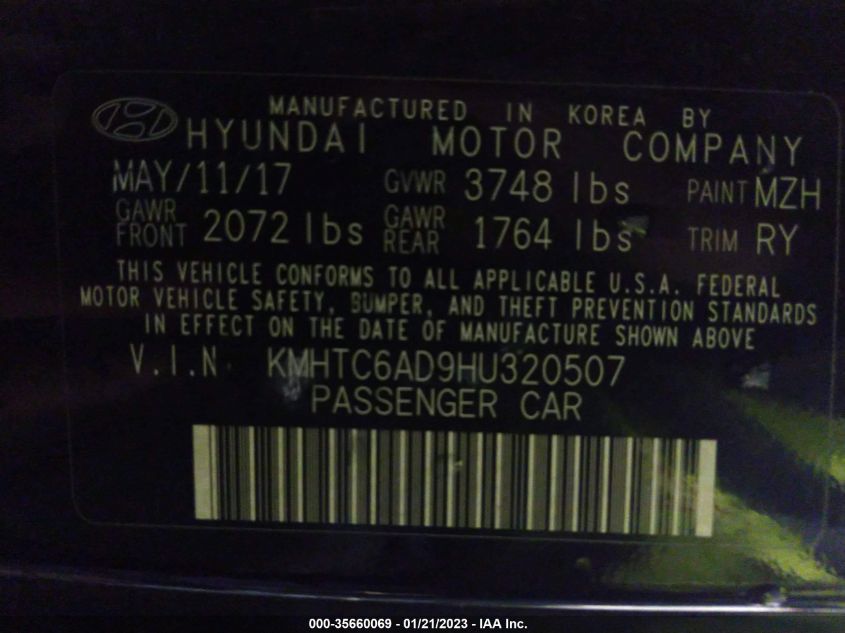 MANUFACTURED IN KOREA BY
HYUNDAI MOTOR COMPANY
MAY/11/17 GVWR 3748 lbs PAINT MZH
GAWR FRONT 2072 lbs GAWR REAR 1764 lbs TRIM RY
THIS VEHICLE CONFORMS TO ALL APPLICABLE U.S.A. FEDERAL
MOTOR VEHICLE SAFETY, BUMPER, AND THEFT PREVENTION STANDARDS
IN EFFECT ON THE DATE OF MANUFACTURE SHOWN ABOVE
V.I.N KMHTC6AD9HU320507
PASSENGER CAR
000-35660069 - 01/21/2023 - IAA Inc.